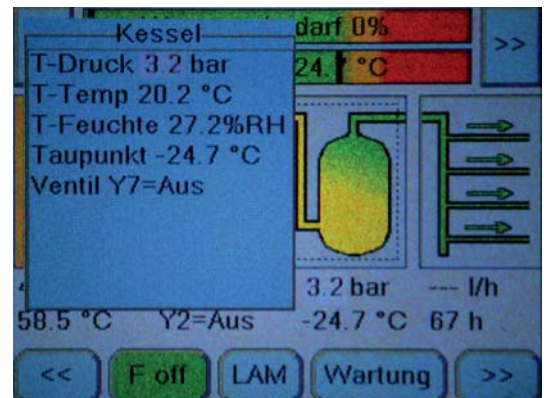 darf 0%
>>
24.7 °C
Kessel
T-Druck 3.2 bar
T-Temp 20.2 °C
T-Feuchte 27.2%RH
Taupunkt -24.7 °C
Ventil Y7=Aus
3.2 bar
--- l/h
58.5 °C
Y2=Aus
-24.7 °C
67 h
<<
F off
LAM
Wartung
>>